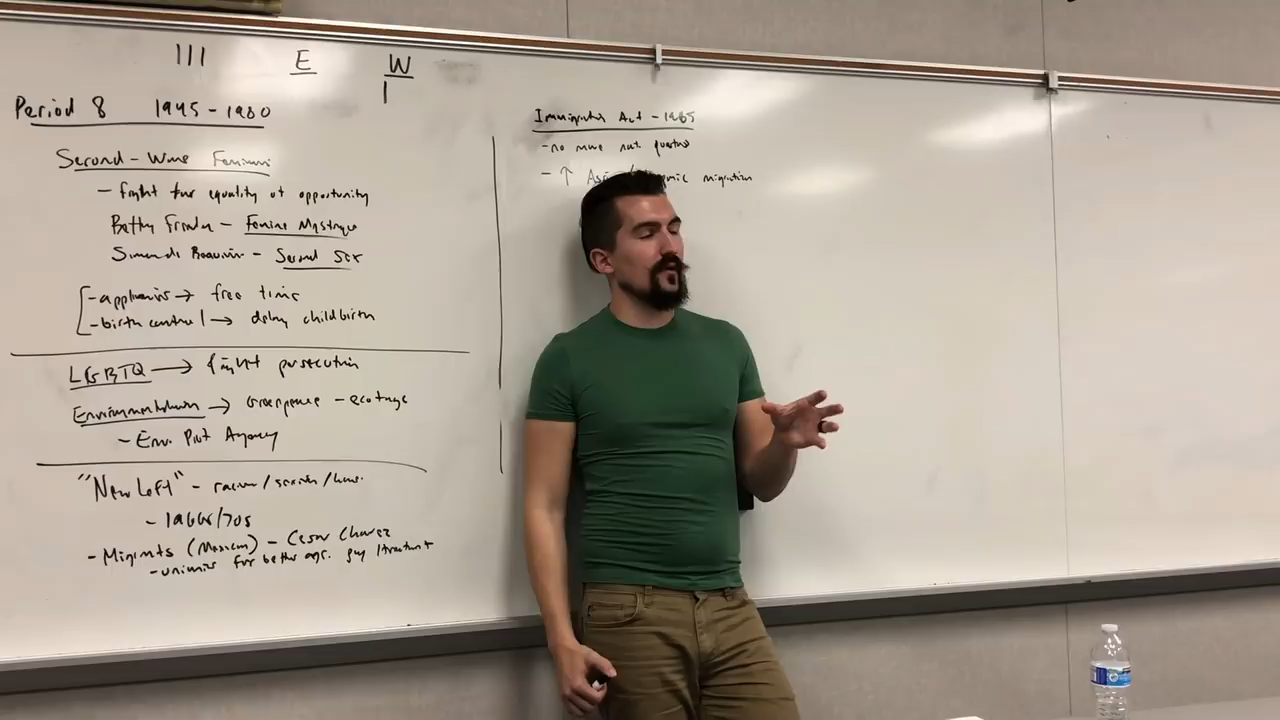 III E W
I
Period 8 1945-1980
Second-Wave Feminism
- fight for equality of opportunity
Betty Friedan - Femine Mystique
Simone de Beauvoir - Second Sex
- appliances → free time
- birth control → delay childbirth
LGBTQ → fight persecution
Environmentalism → Greenpeace - ecotage
- Env. Prot Agency
"New Left" - racism/sexism/
- 1960s/70s
- Migrants (Mexican) - Cesar Chavez
- unions for better agr. pay/treatment
Immigration Act - 1965
- no more nat. quotas
- ↑ migration